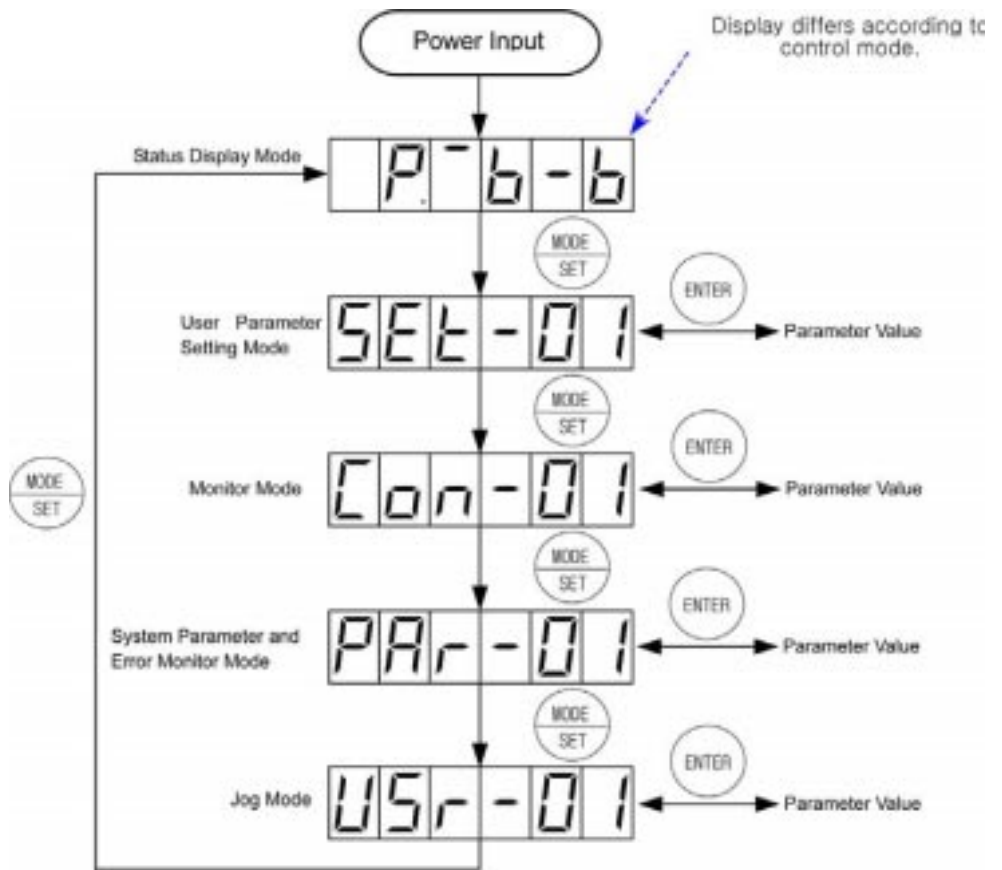 Power Input
Display differs according to
control mode.
Status Display Mode
P. ¯b-b
MODE
SET
ENTER
User Parameter
Setting Mode
SEt-01
Parameter Value
MODE
SET
ENTER
Monitor Mode
Con-01
Parameter Value
MODE
SET
MODE
SET
ENTER
System Parameter and
Error Monitor Mode
PAr-01
Parameter Value
MODE
SET
ENTER
Jog Mode
USr-01
Parameter Value